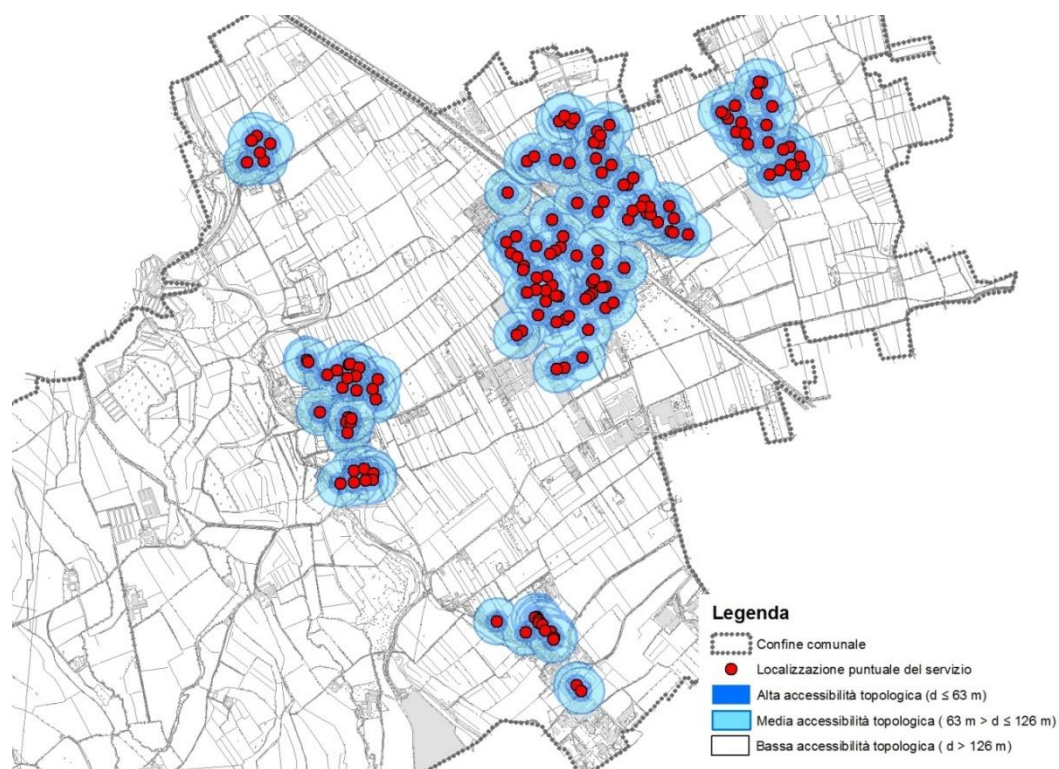 Legenda
Confine comunale
Localizzazione puntuale del servizio
Alta accessibilità topologica (d ≤ 63 m)
Media accessibilità topologica ( 63 m > d ≤ 126 m)
Bassa accessibilità topologica ( d > 126 m)